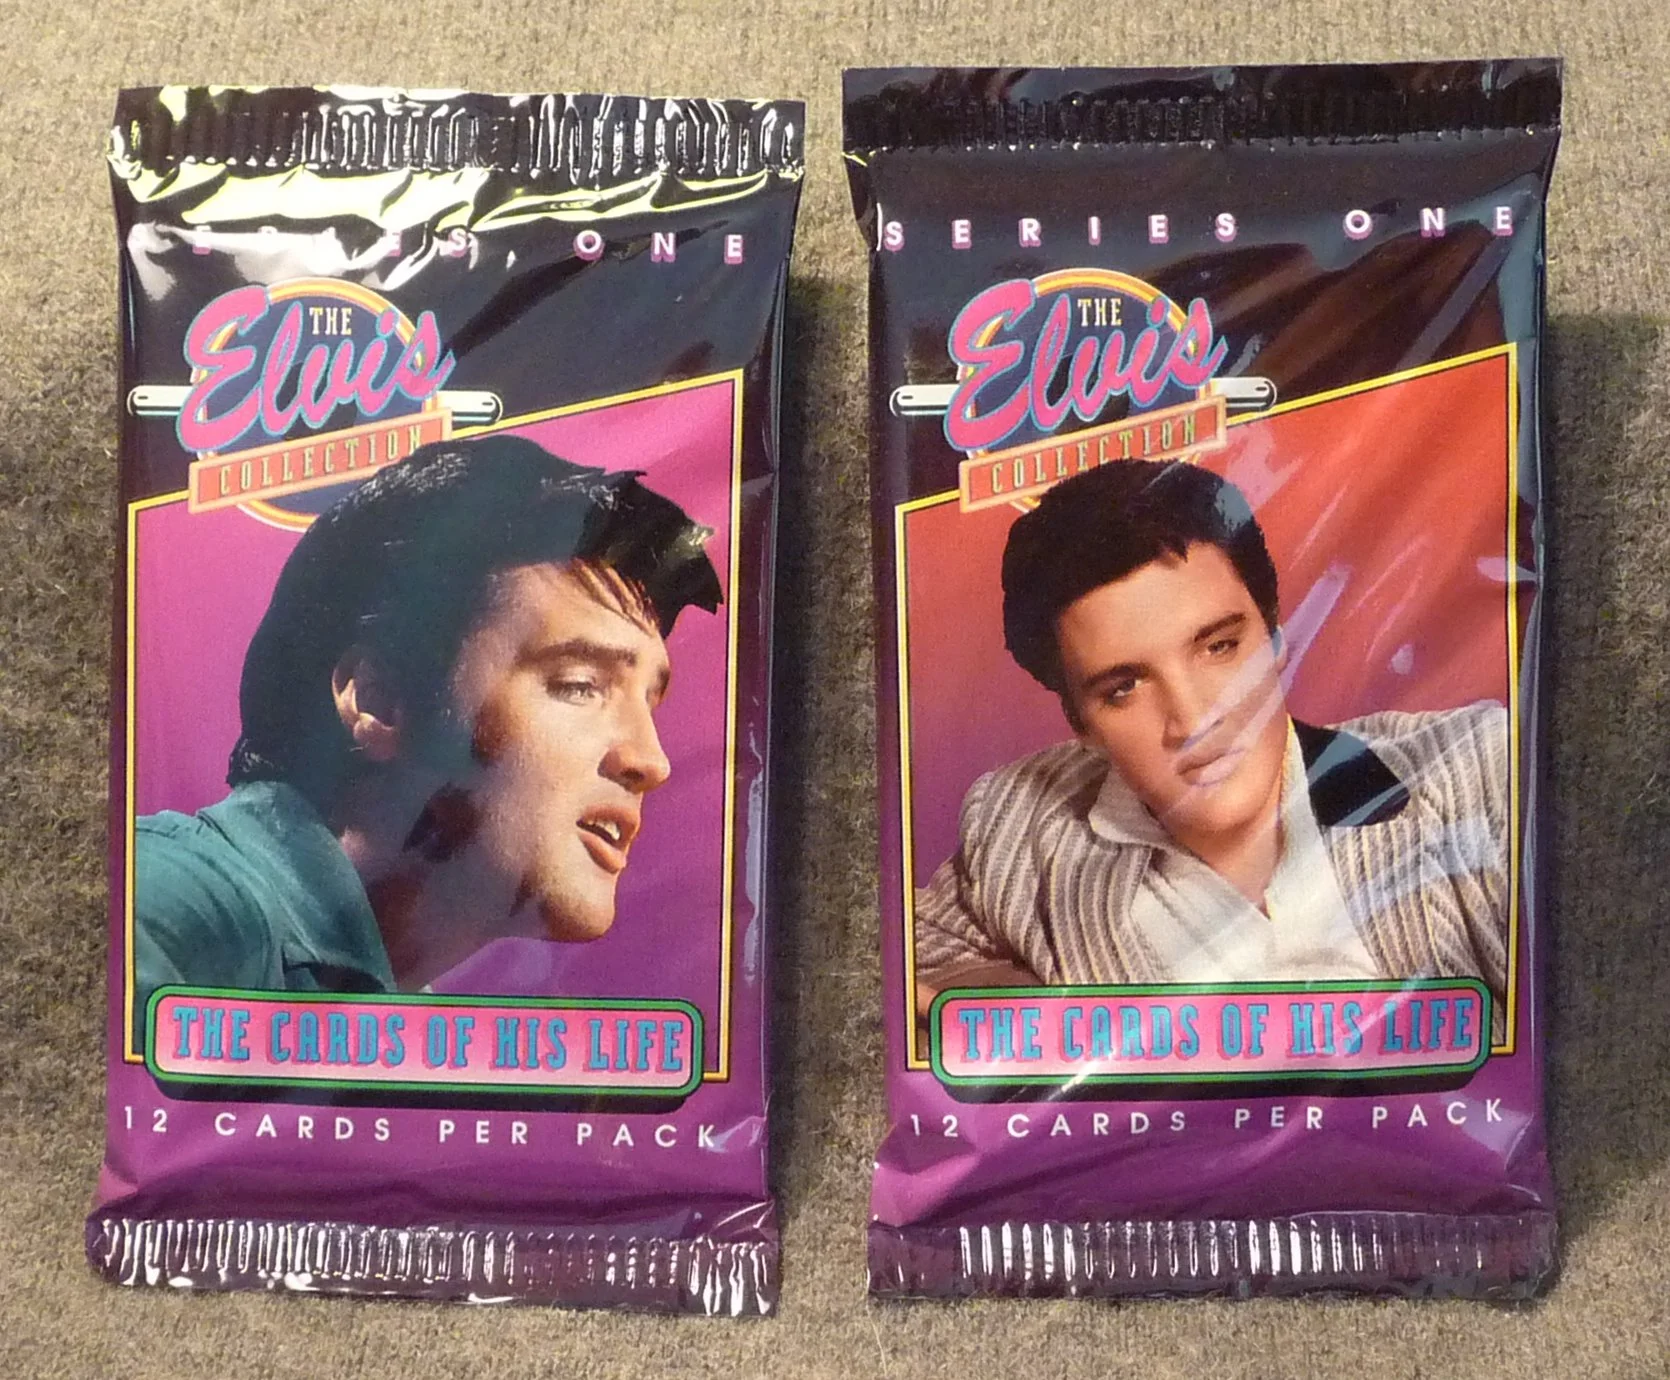 SERIES ONE
THE
Elvis
COLLECTION
THE CARDS OF HIS LIFE
12 CARDS PER PACK
SERIES ONE
THE
Elvis
COLLECTION
THE CARDS OF HIS LIFE
12 CARDS PER PACK